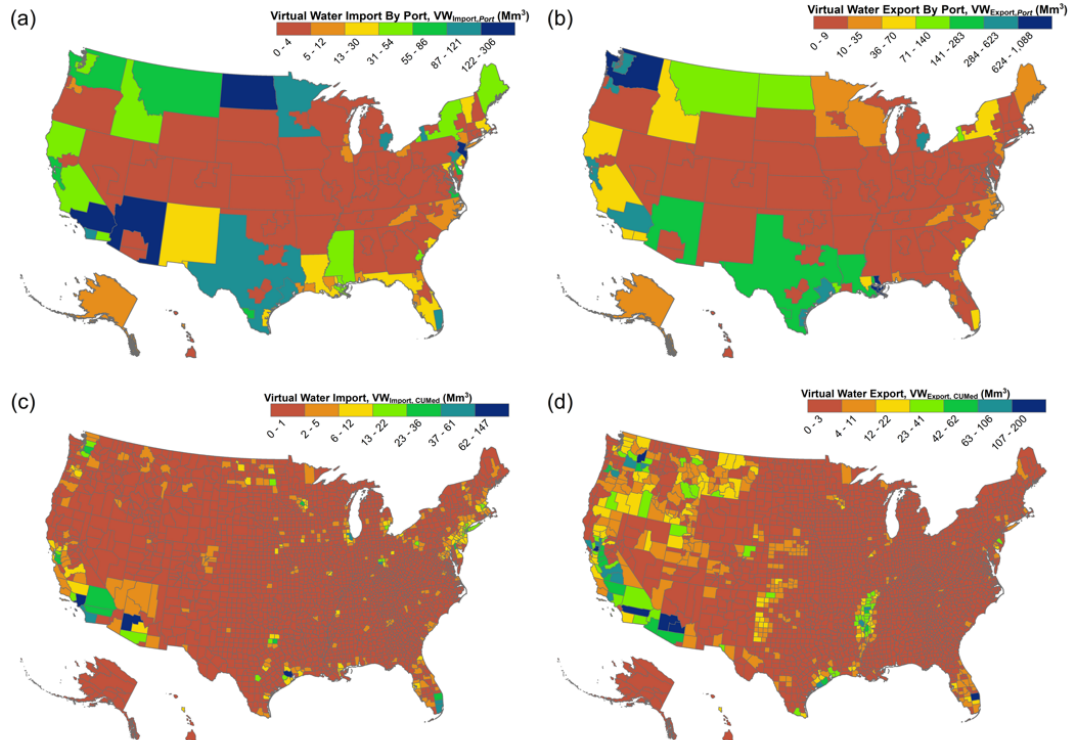 (a)
Virtual Water Import By Port, VWImport,Port (Mm³)
0 - 4
5 - 12
13 - 30
31 - 54
55 - 86
87 - 121
122 - 306
(b)
Virtual Water Export By Port, VWExport,Port (Mm³)
0 - 9
10 - 35
36 - 70
71 - 140
141 - 283
284 - 623
624 - 1,088
(c)
Virtual Water Import, VWImport, CUMed (Mm³)
0 - 1
2 - 5
6 - 12
13 - 22
23 - 36
37 - 61
62 - 147
(d)
Virtual Water Export, VWExport, CUMed (Mm³)
0 - 3
4 - 11
12 - 22
23 - 41
42 - 62
63 - 106
107 - 200